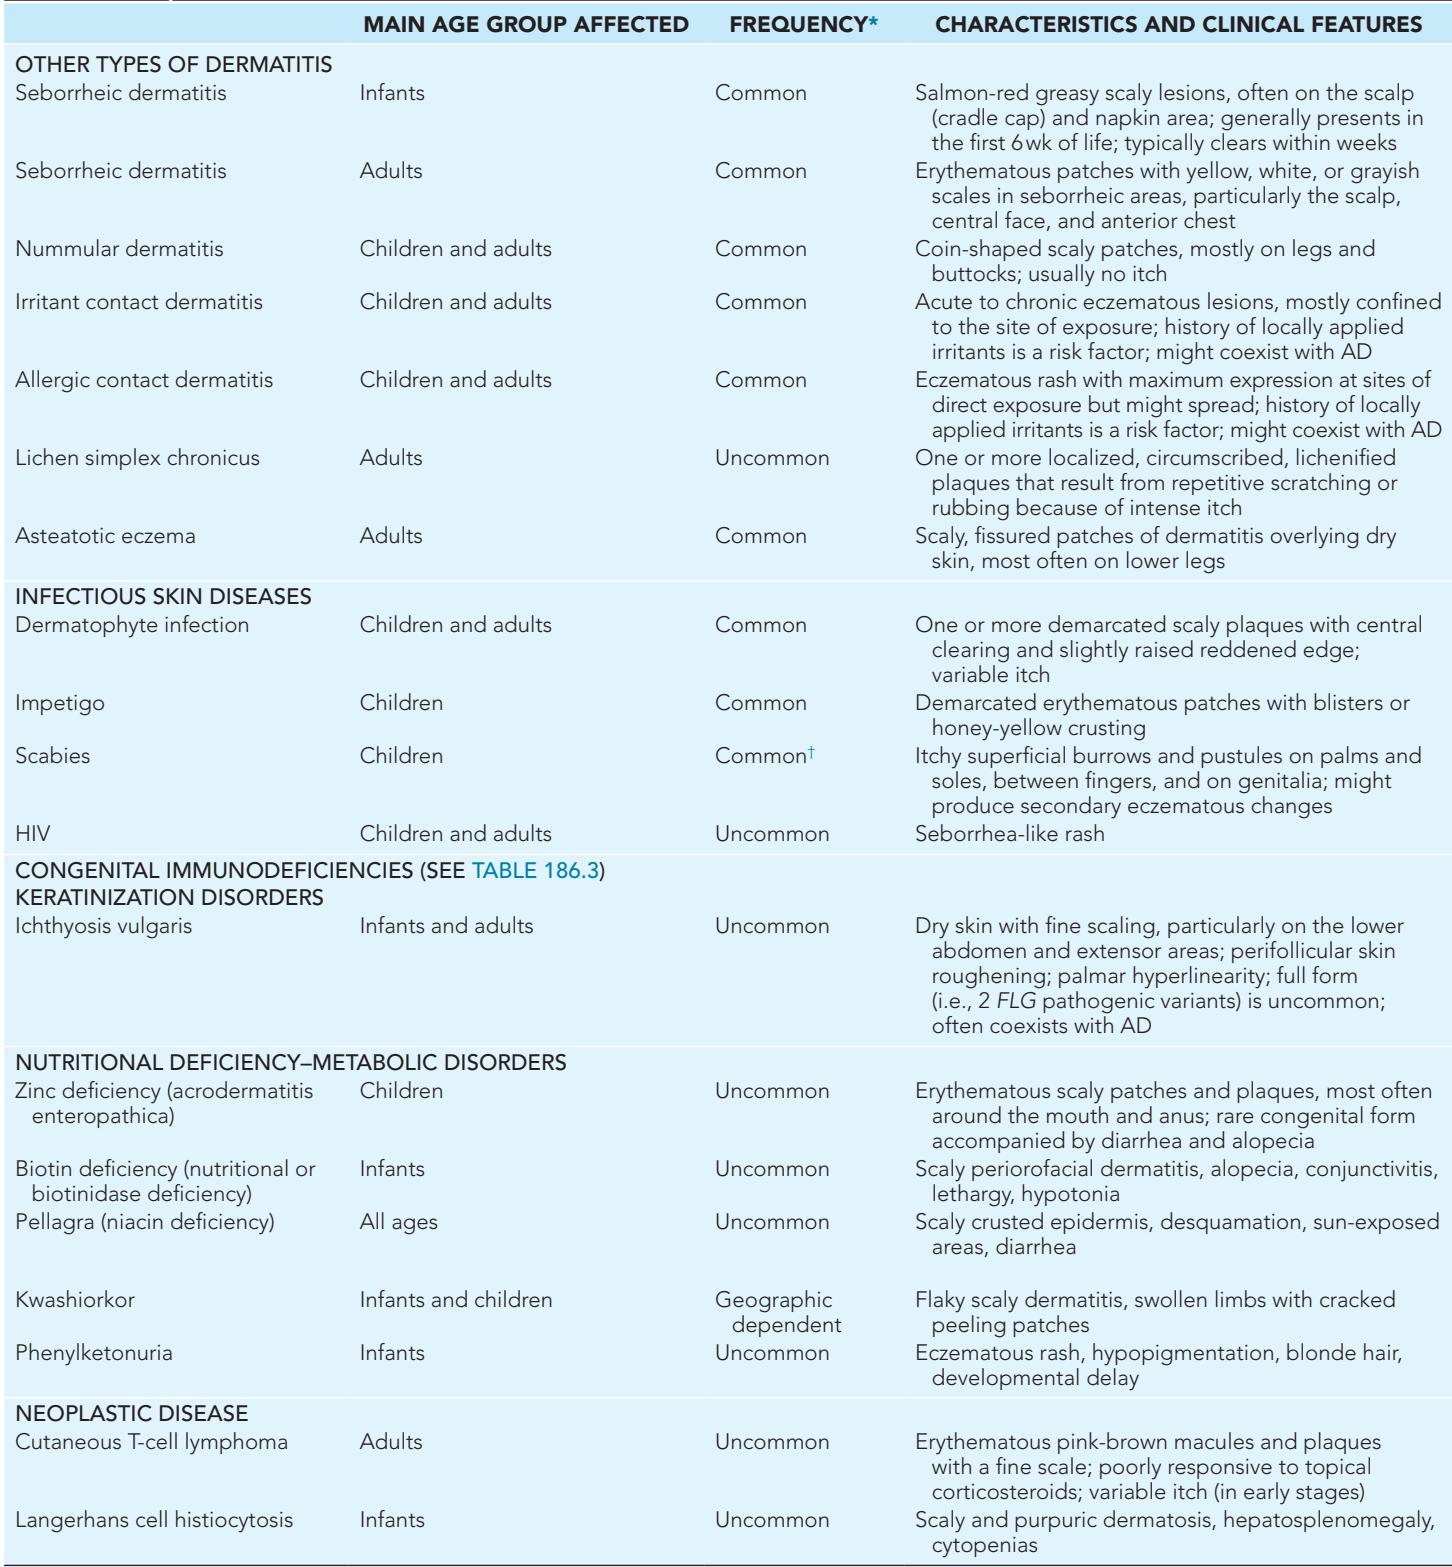 MAIN AGE GROUP AFFECTED FREQUENCY* CHARACTERISTICS AND CLINICAL FEATURES
OTHER TYPES OF DERMATITIS
Seborrheic dermatitis Infants Common Salmon-red greasy scaly lesions, often on the scalp
(cradle cap) and napkin area; generally presents in
the first 6 wk of life; typically clears within weeks
Seborrheic dermatitis Adults Common Erythematous patches with yellow, white, or grayish
scales in seborrheic areas, particularly the scalp,
central face, and anterior chest
Nummular dermatitis Children and adults Common Coin-shaped scaly patches, mostly on legs and
buttocks; usually no itch
Irritant contact dermatitis Children and adults Common Acute to chronic eczematous lesions, mostly confined
to the site of exposure; history of locally applied
irritants is a risk factor; might coexist with AD
Allergic contact dermatitis Children and adults Common Eczematous rash with maximum expression at sites of
direct exposure but might spread; history of locally
applied irritants is a risk factor; might coexist with AD
Lichen simplex chronicus Adults Uncommon One or more localized, circumscribed, lichenified
plaques that result from repetitive scratching or
rubbing because of intense itch
Asteatotic eczema Adults Common Scaly, fissured patches of dermatitis overlying dry
skin, most often on lower legs
INFECTIOUS SKIN DISEASES
Dermatophyte infection Children and adults Common One or more demarcated scaly plaques with central
clearing and slightly raised reddened edge;
variable itch
Impetigo Children Common Demarcated erythematous patches with blisters or
honey-yellow crusting
Scabies Children Common† Itchy superficial burrows and pustules on palms and
soles, between fingers, and on genitalia; might
produce secondary eczematous changes
HIV Children and adults Uncommon Seborrhea-like rash
CONGENITAL IMMUNODEFICIENCIES (SEE TABLE 186.3)
KERATINIZATION DISORDERS
Ichthyosis vulgaris Infants and adults Uncommon Dry skin with fine scaling, particularly on the lower
abdomen and extensor areas; perifollicular skin
roughening; palmar hyperlinearity; full form
(i.e., 2 FLG pathogenic variants) is uncommon;
often coexists with AD
NUTRITIONAL DEFICIENCY–METABOLIC DISORDERS
Zinc deficiency (acrodermatitis Children Uncommon Erythematous scaly patches and plaques, most often
enteropathica) around the mouth and anus; rare congenital form
accompanied by diarrhea and alopecia
Biotin deficiency (nutritional or Infants Uncommon Scaly periorofacial dermatitis, alopecia, conjunctivitis,
biotinidase deficiency) lethargy, hypotonia
Pellagra (niacin deficiency) All ages Uncommon Scaly crusted epidermis, desquamation, sun-exposed
areas, diarrhea
Kwashiorkor Infants and children Geographic Flaky scaly dermatitis, swollen limbs with cracked
dependent peeling patches
Phenylketonuria Infants Uncommon Eczematous rash, hypopigmentation, blonde hair,
developmental delay
NEOPLASTIC DISEASE
Cutaneous T-cell lymphoma Adults Uncommon Erythematous pink-brown macules and plaques
with a fine scale; poorly responsive to topical
corticosteroids; variable itch (in early stages)
Langerhans cell histiocytosis Infants Uncommon Scaly and purpuric dermatosis, hepatosplenomegaly,
cytopenias